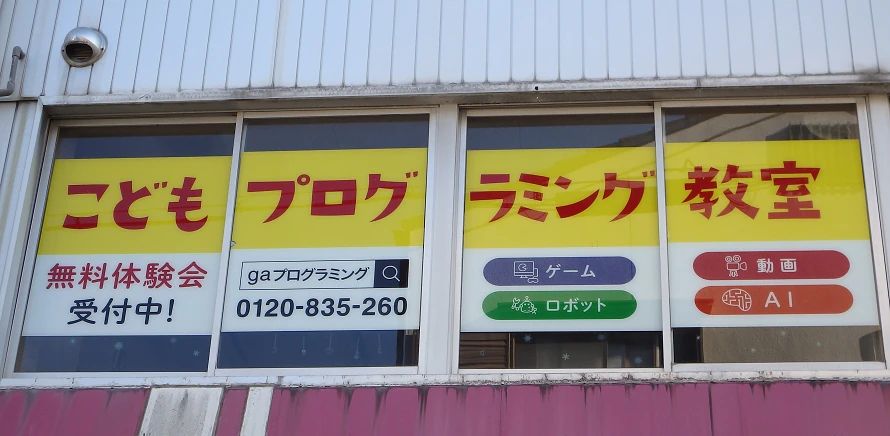 こどもプログラミング教室
無料体験会
受付中!
gaプログラミング
0120-835-260
ゲーム
ロボット
動画
AI